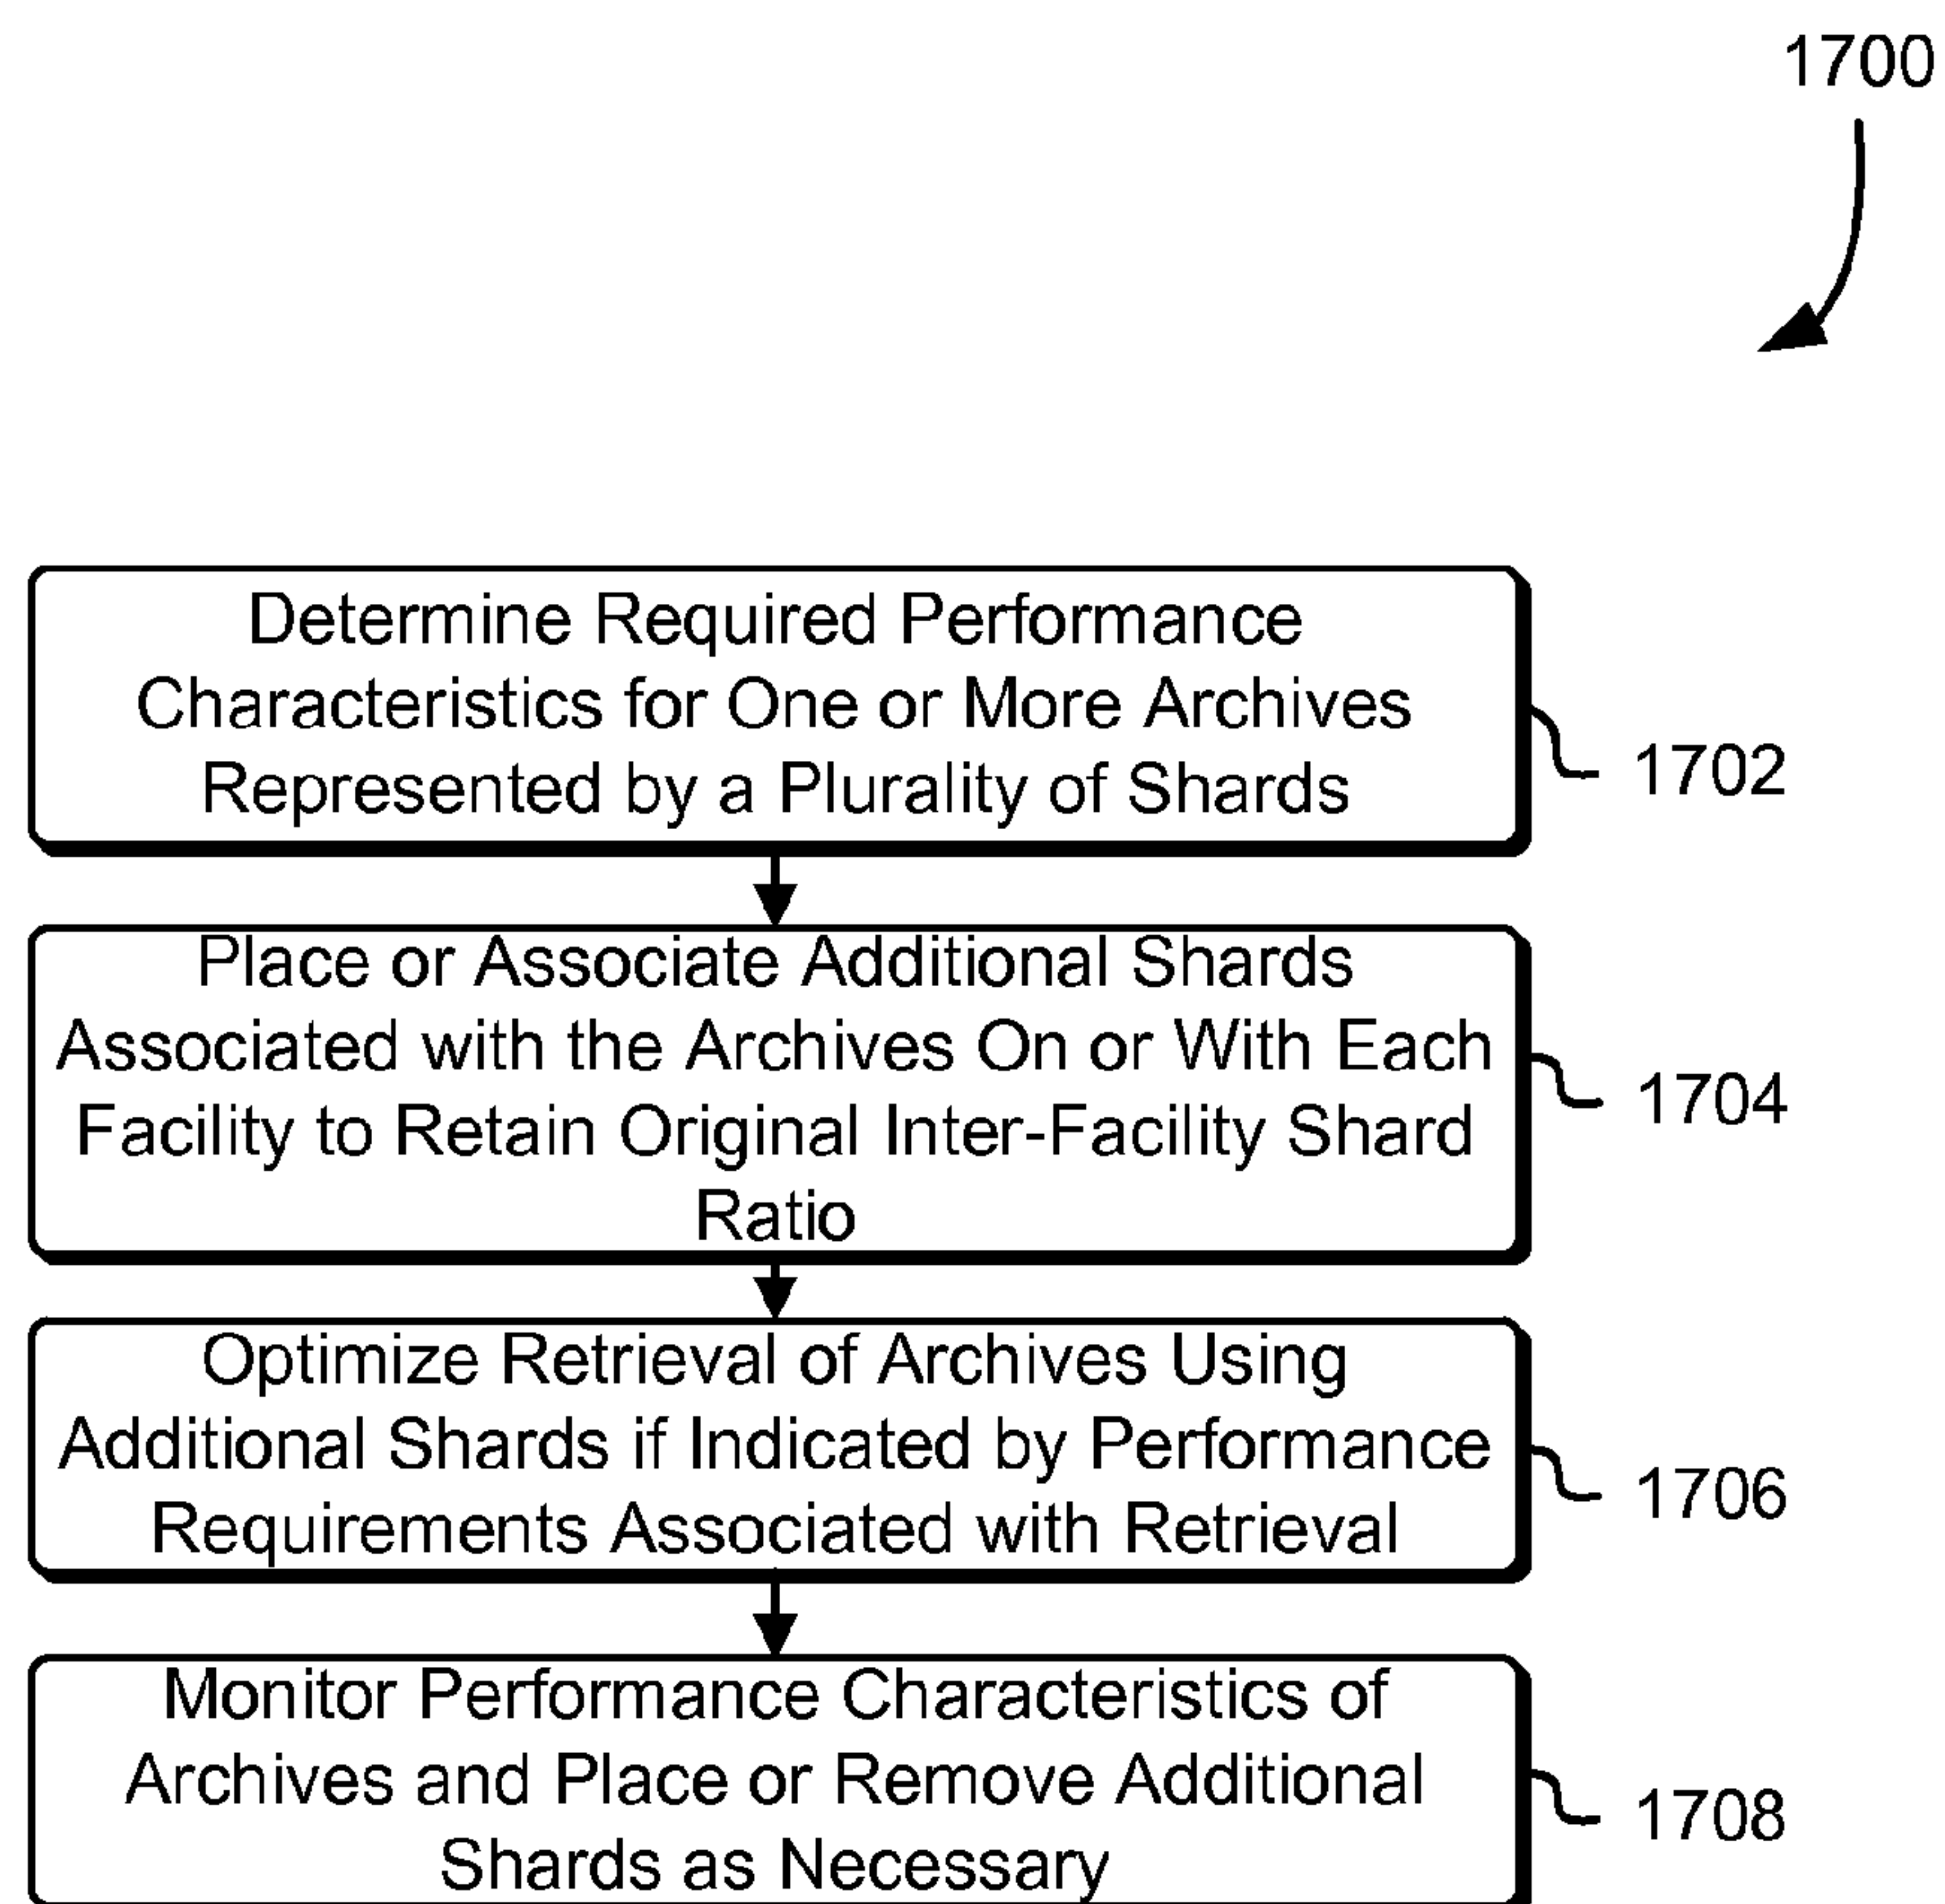 1700
Determine Required Performance
Characteristics for One or More Archives
Represented by a Plurality of Shards
1702
Place or Associate Additional Shards
Associated with the Archives On or With Each
Facility to Retain Original Inter-Facility Shard
Ratio
1704
Optimize Retrieval of Archives Using
Additional Shards if Indicated by Performance
Requirements Associated with Retrieval
1706
Monitor Performance Characteristics of
Archives and Place or Remove Additional
Shards as Necessary
1708